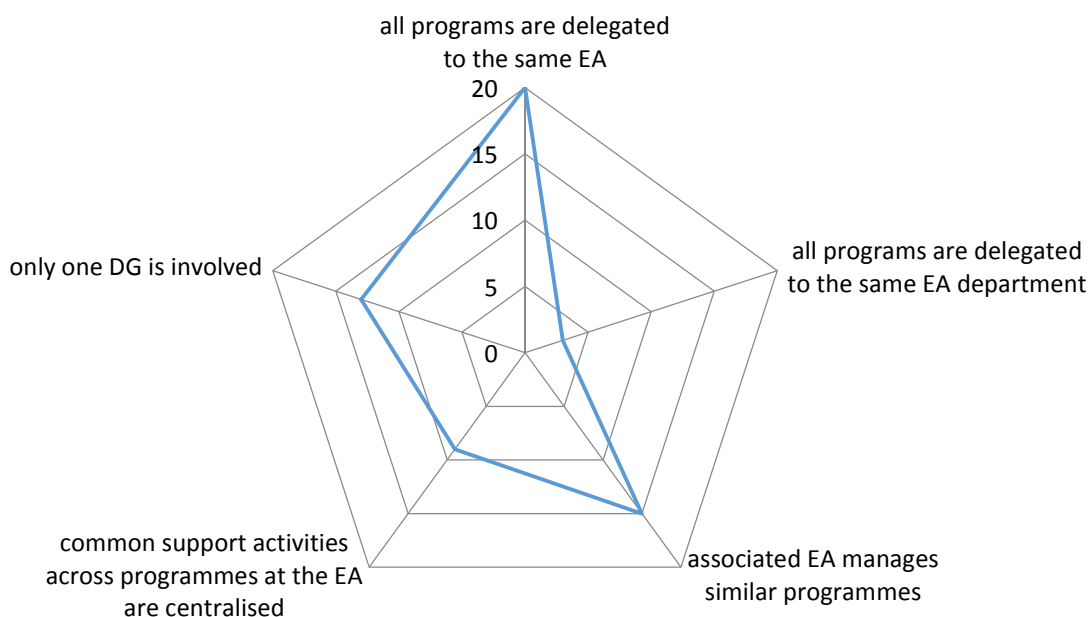 all programs are delegated
to the same EA
20
15
10
5
0
only one DG is involved
all programs are delegated
to the same EA department
common support activities
across programmes at the EA
are centralised
associated EA manages
similar programmes